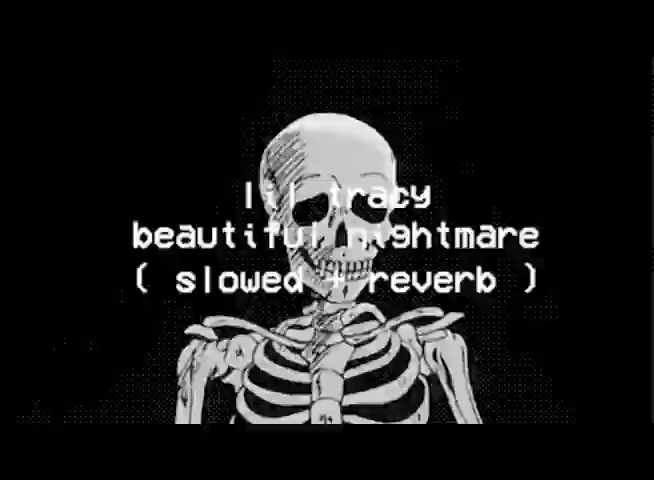 lil tracy
beautiful nightmare
( slowed + reverb )